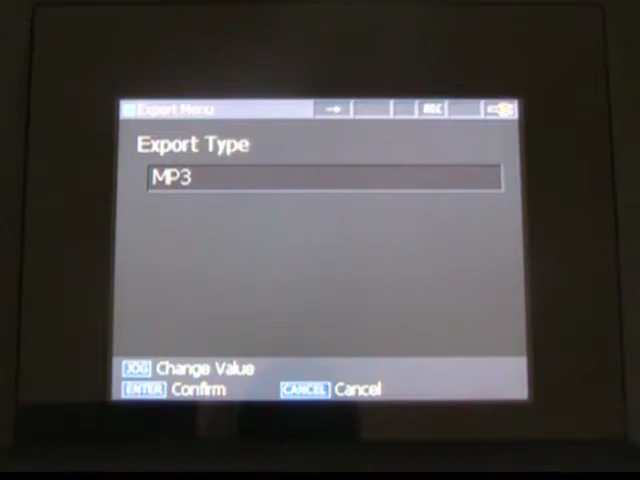 Export Menu
REC
Export Type
MP3
JOG Change Value
ENTER Confirm CANCEL Cancel